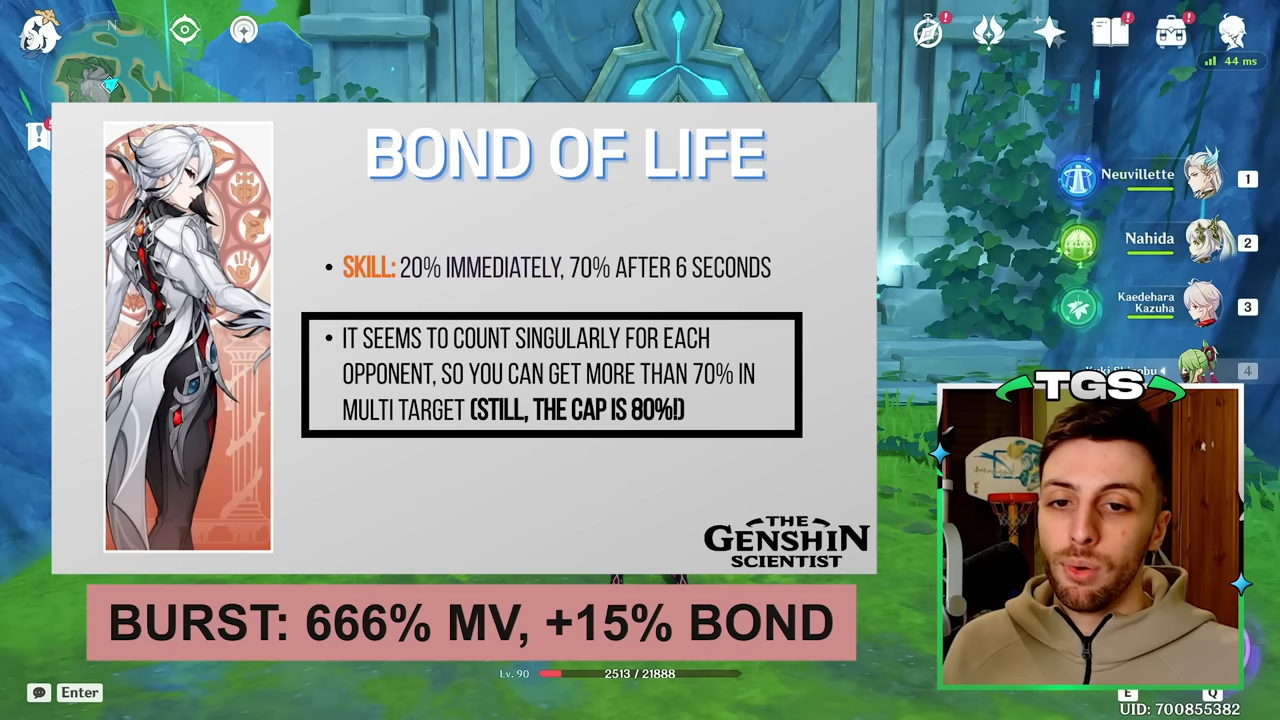 N
44 ms
BOND OF LIFE
Neuvillette
1
Nahida
2
• SKILL: 20% IMMEDIATELY, 70% AFTER 6 SECONDS
Kaedehara
Kazuha
3
• IT SEEMS TO COUNT SINGULARLY FOR EACH
OPPONENT, SO YOU CAN GET MORE THAN 70% IN
MULTI TARGET (STILL, THE CAP IS 80%!)
Kuki Shinobu
4
TGS
THE
GENSHIN
SCIENTIST
BURST: 666% MV, +15% BOND
Lv. 90
2513 / 21888
Enter
E
Q
UID: 700855382